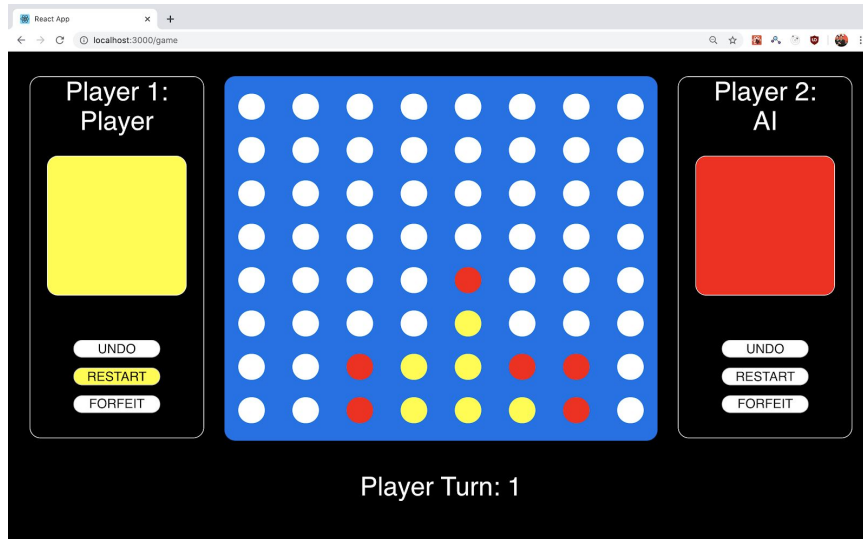 React App
localhost:3000/game
Player 1:
Player
UNDO
RESTART
FORFEIT
Player 2:
AI
UNDO
RESTART
FORFEIT
Player Turn: 1